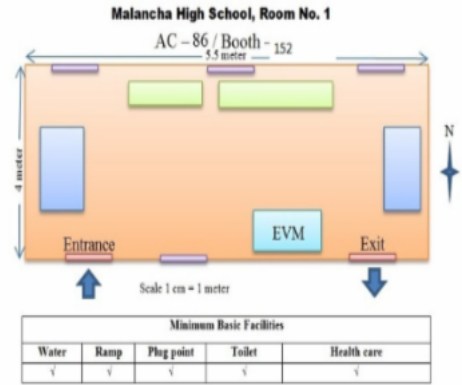 Malancha High School, Room No. 1
AC – 86 / Booth - 152
5.5 meter
4 meter
N
EVM
Entrance
Exit
Scale 1 cm = 1 meter
Minimum Basic Facilities
Water Ramp Plug point Toilet Health care
√ √ √ √ √